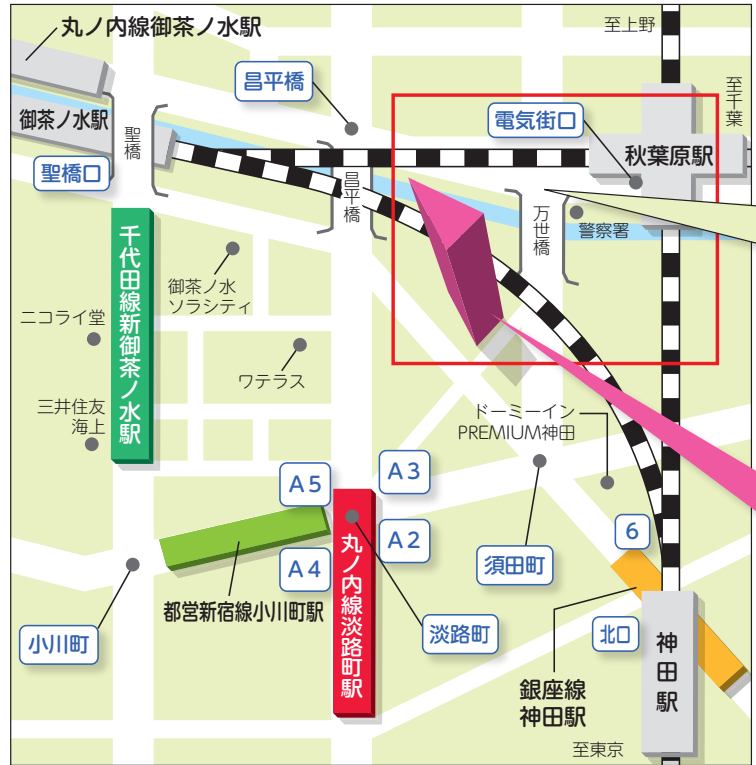 丸ノ内線御茶ノ水駅
至上野
昌平橋
至千葉
御茶ノ水駅
聖橋
電気街口
秋葉原駅
聖橋口
昌平橋
万世橋
警察署
千代田線新御茶ノ水駅
御茶ノ水
ソラシティ
ニコライ堂
ワテラス
三井住友
海上
ドーミーイン
PREMIUM神田
A5
A3
A2
A4
丸ノ内線淡路町駅
須田町
6
都営新宿線小川町駅
小川町
淡路町
北口
神田駅
銀座線
神田駅
至東京